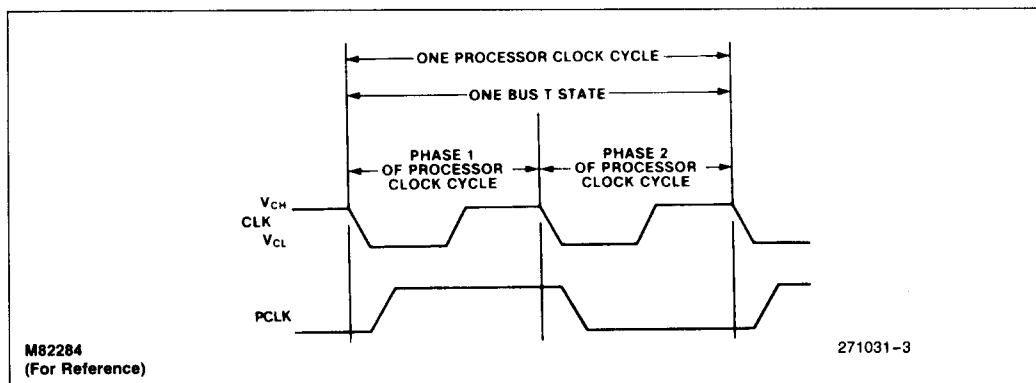 ONE PROCESSOR CLOCK CYCLE
ONE BUS T STATE
PHASE 1
OF PROCESSOR
CLOCK CYCLE
PHASE 2
OF PROCESSOR
CLOCK CYCLE
VCH
CLK
VCL
PCLK
M82284
(For Reference)
271031-3